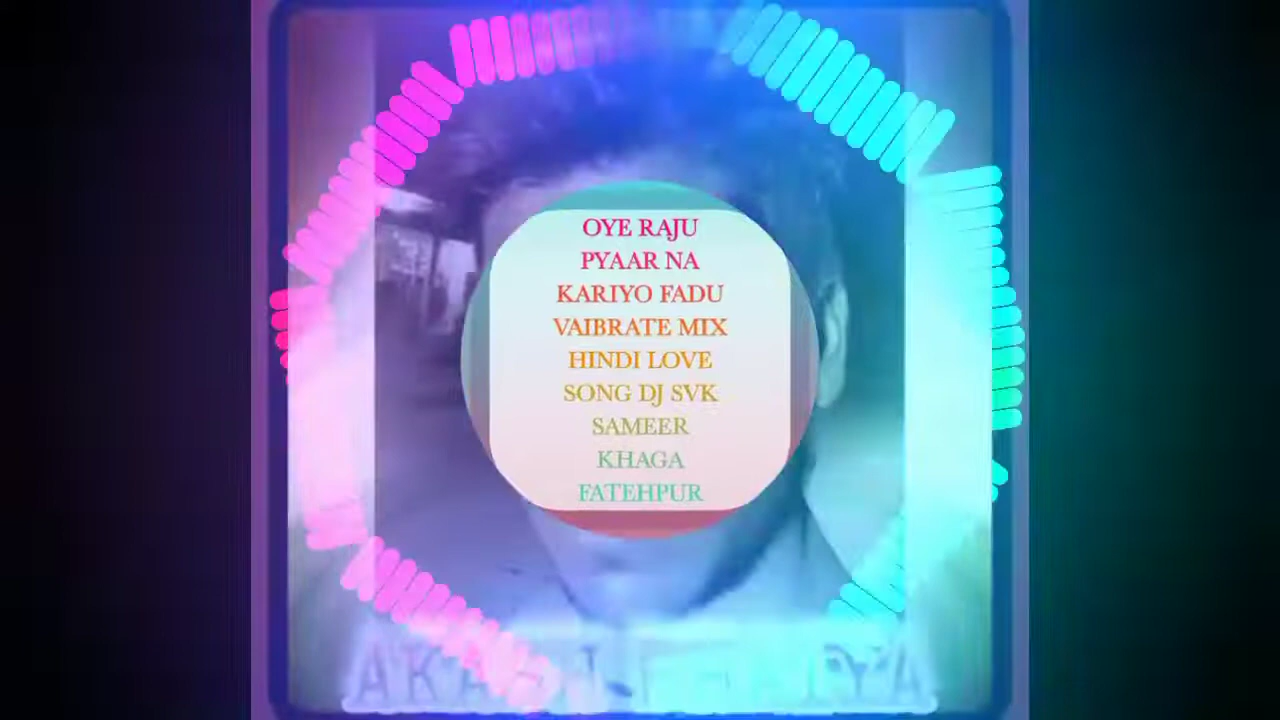 OYE RAJU
PYAAR NA
KARIYO FADU
VAIBRATE MIX
HINDI LOVE
SONG DJ SVK
SAMEER
KHAGA
FATEHPUR